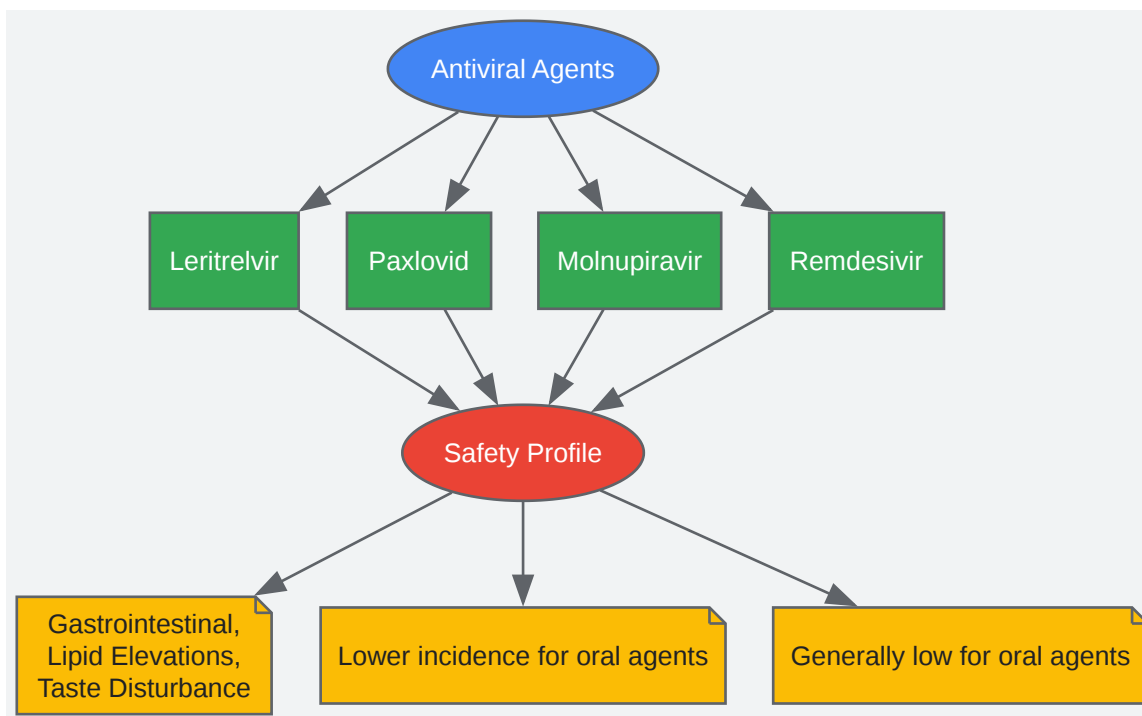 Antiviral Agents
Leritrelvir
Paxlovid
Molnupiravir
Remdesivir
Safety Profile
Gastrointestinal,
Lipid Elevations,
Taste Disturbance
Lower incidence for oral agents
Generally low for oral agents